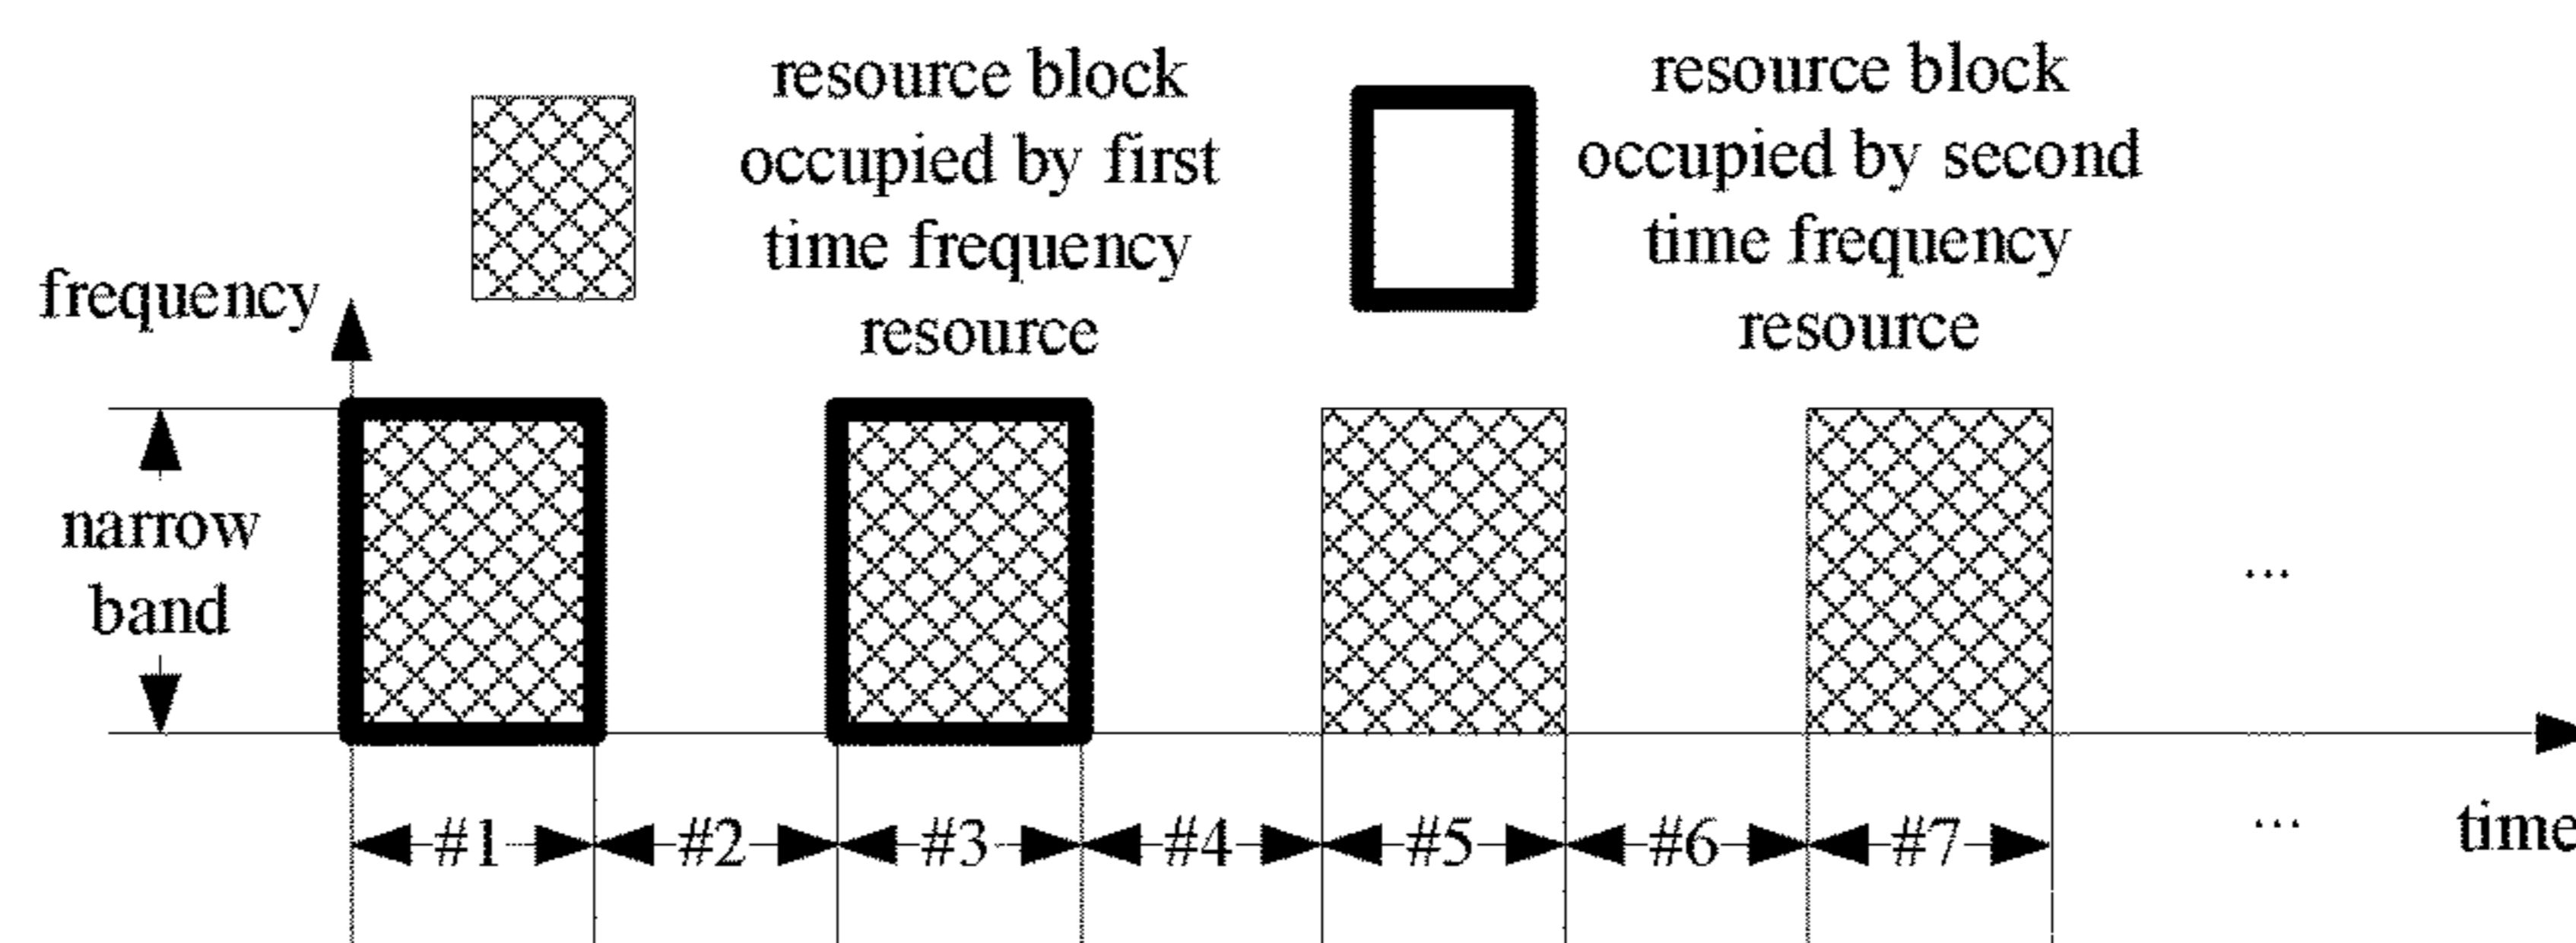 resource block
occupied by first
time frequency
resource
resource block
occupied by second
time frequency
resource
frequency
narrow
band
...
#1 #2 #3 #4 #5 #6 #7 ... time